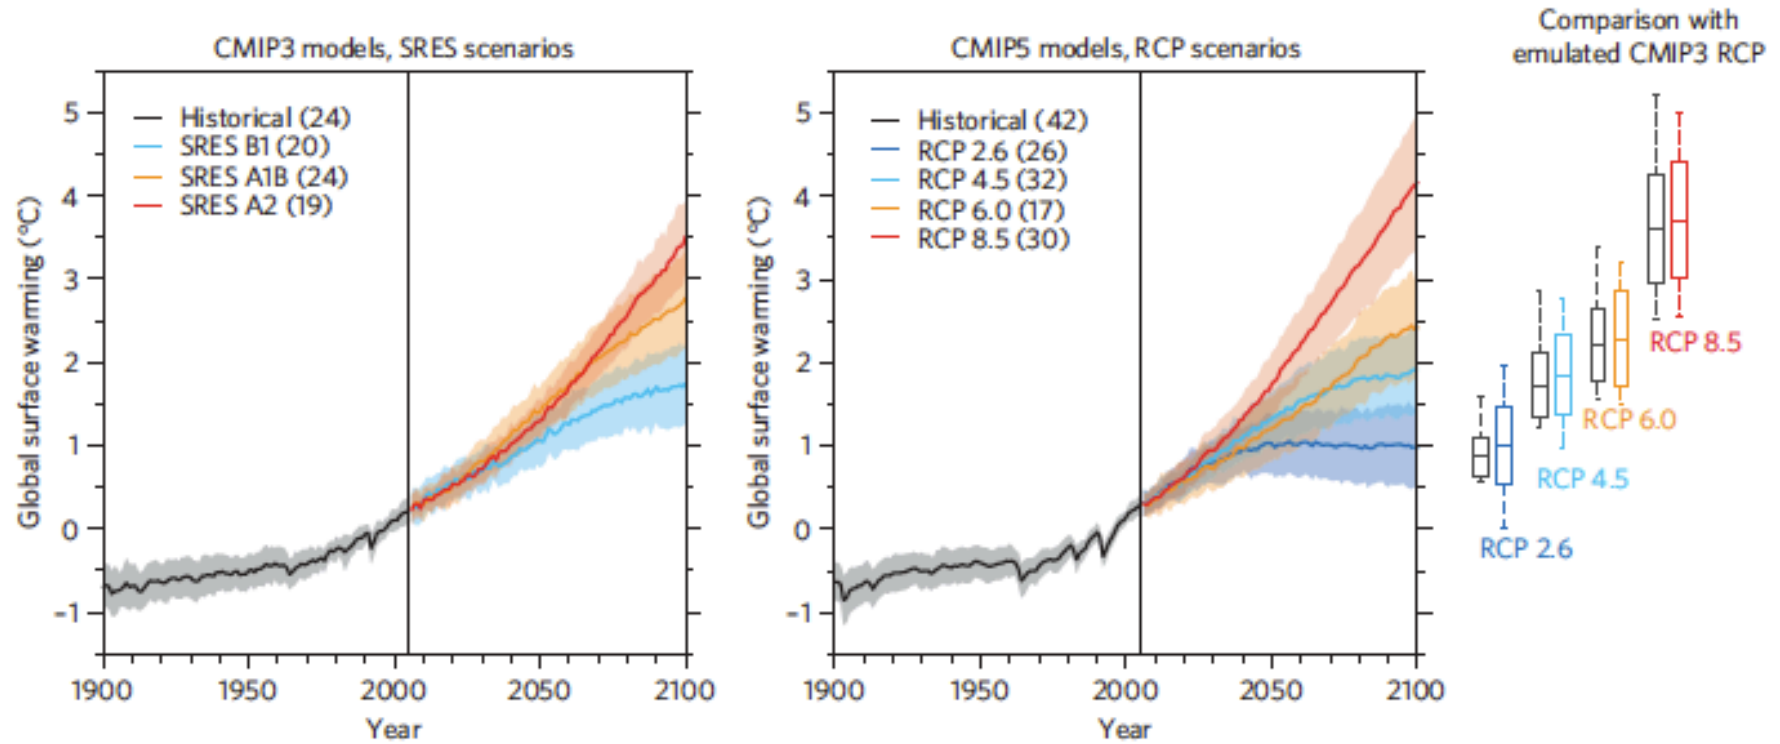 CMIP3 models, SRES scenarios
Historical (24)
SRES B1 (20)
SRES A1B (24)
SRES A2 (19)
Global surface warming (°C)
5
4
3
2
1
0
-1
1900 1950 2000 2050 2100
Year
CMIP5 models, RCP scenarios
Historical (42)
RCP 2.6 (26)
RCP 4.5 (32)
RCP 6.0 (17)
RCP 8.5 (30)
Global surface warming (°C)
5
4
3
2
1
0
-1
1900 1950 2000 2050 2100
Year
Comparison with
emulated CMIP3 RCP
RCP 8.5
RCP 6.0
RCP 4.5
RCP 2.6